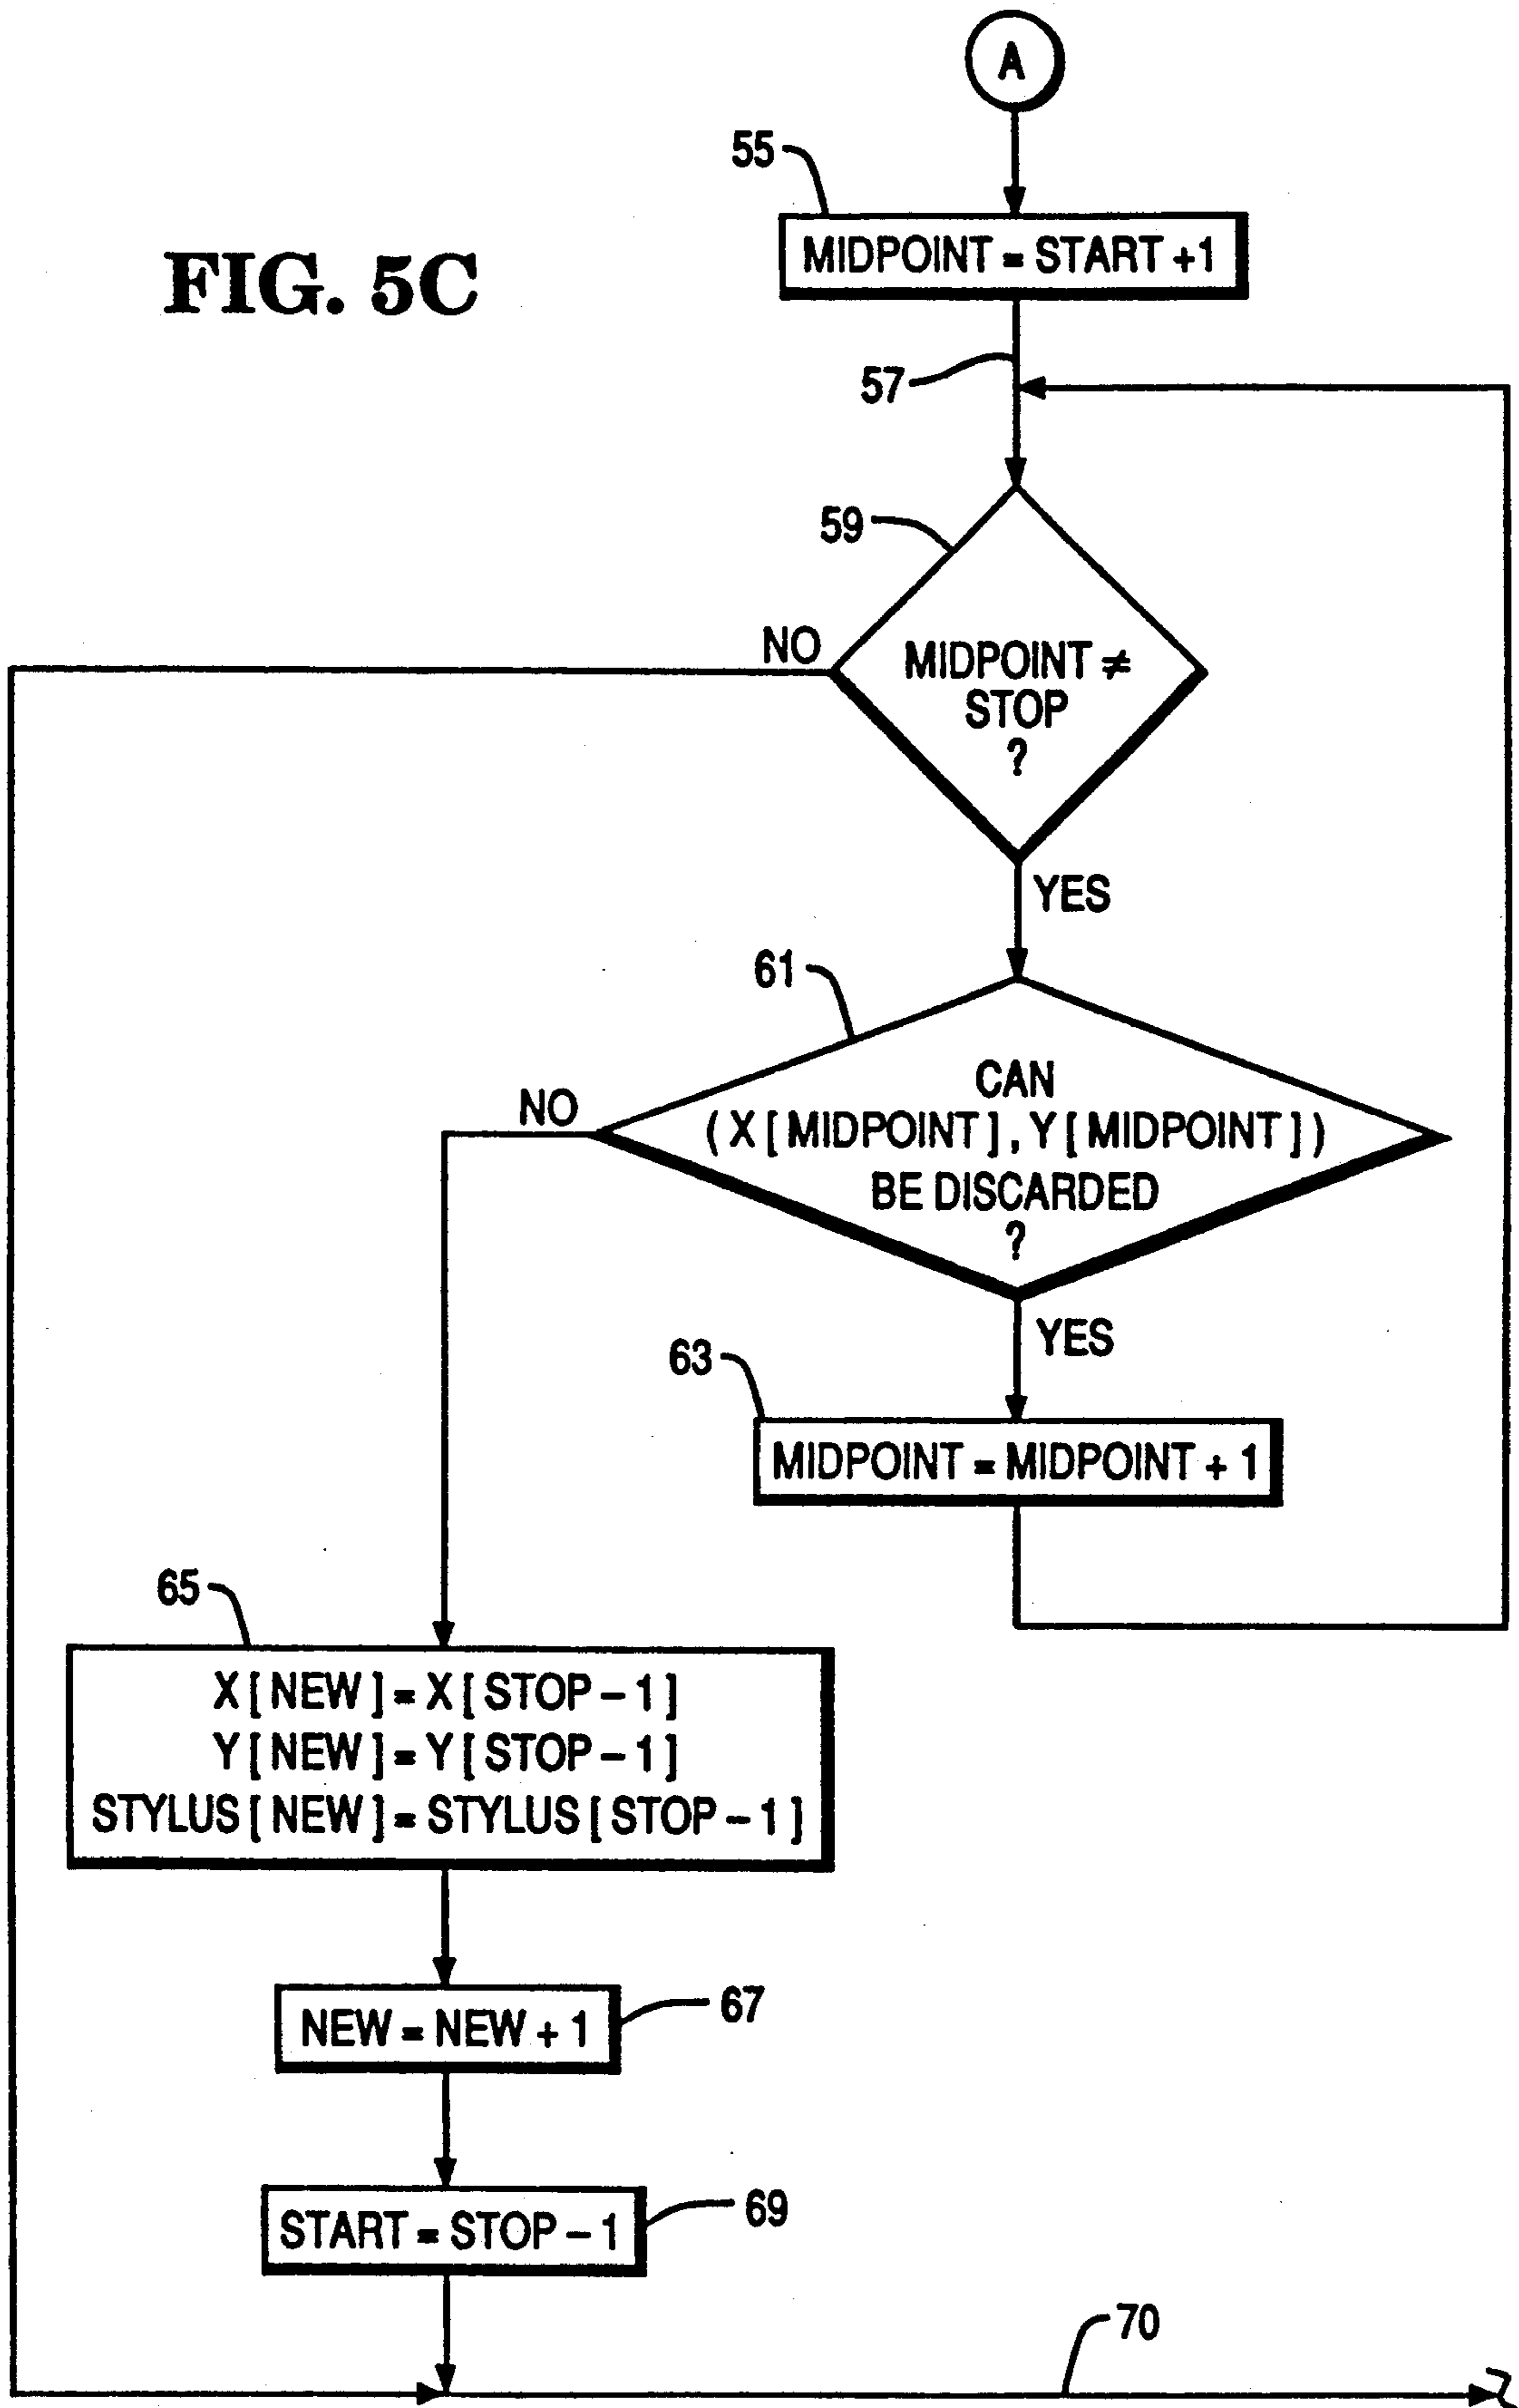 A
55
MIDPOINT = START +1
FIG. 5C
57
59
NO
MIDPOINT ≠
STOP
?
YES
61
CAN
NO
( X [ MIDPOINT ] , Y [ MIDPOINT ] )
BE DISCARDED
?
YES
63
MIDPOINT = MIDPOINT + 1
65
X [ NEW ] = X [ STOP – 1 ]
Y [ NEW ] = Y [ STOP – 1 ]
STYLUS [ NEW ] = STYLUS [ STOP – 1 ]
67
NEW = NEW + 1
69
START = STOP – 1
70